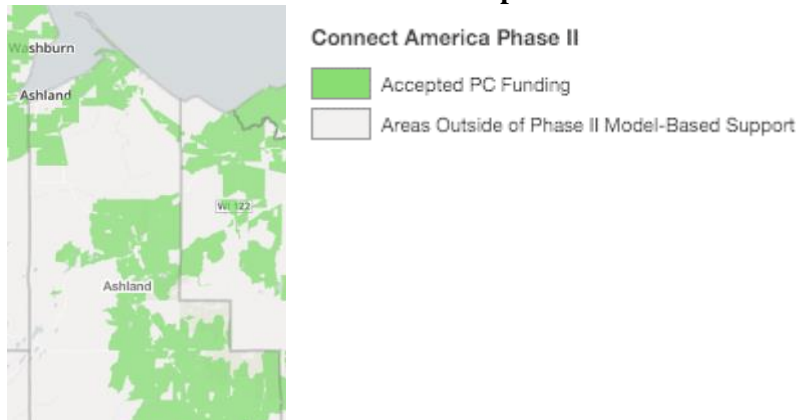 Washburn
Ashland
WI 122
Ashland
Connect America Phase II
Accepted PC Funding
Areas Outside of Phase II Model-Based Support